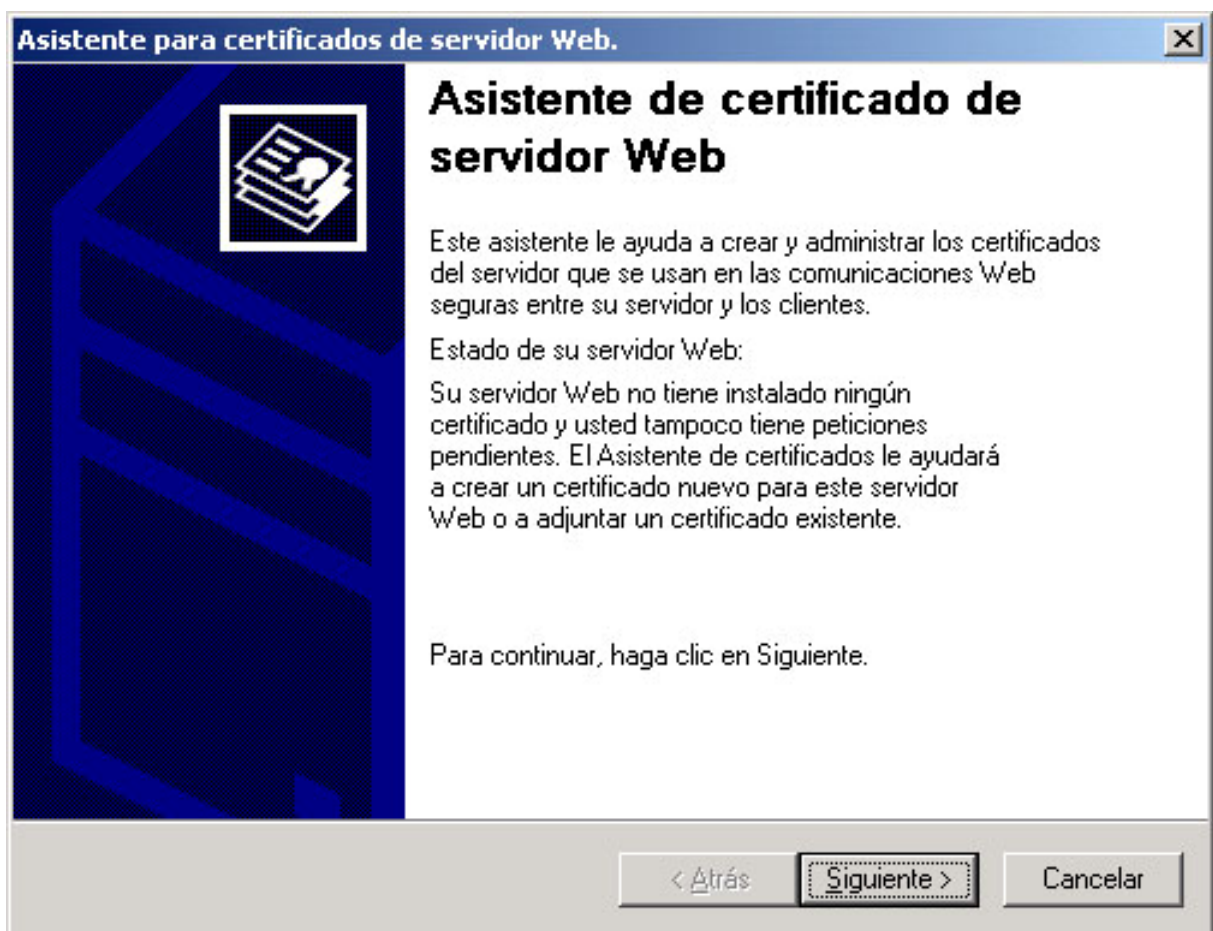 Asistente para certificados de servidor Web.
Asistente de certificado de
servidor Web
Este asistente le ayuda a crear y administrar los certificados
del servidor que se usan en las comunicaciones Web
seguras entre su servidor y los clientes.
Estado de su servidor Web:
Su servidor Web no tiene instalado ningún
certificado y usted tampoco tiene peticiones
pendientes. El Asistente de certificados le ayudará
a crear un certificado nuevo para este servidor
Web o a adjuntar un certificado existente.
Para continuar, haga clic en Siguiente.
< Atrás Siguiente > Cancelar